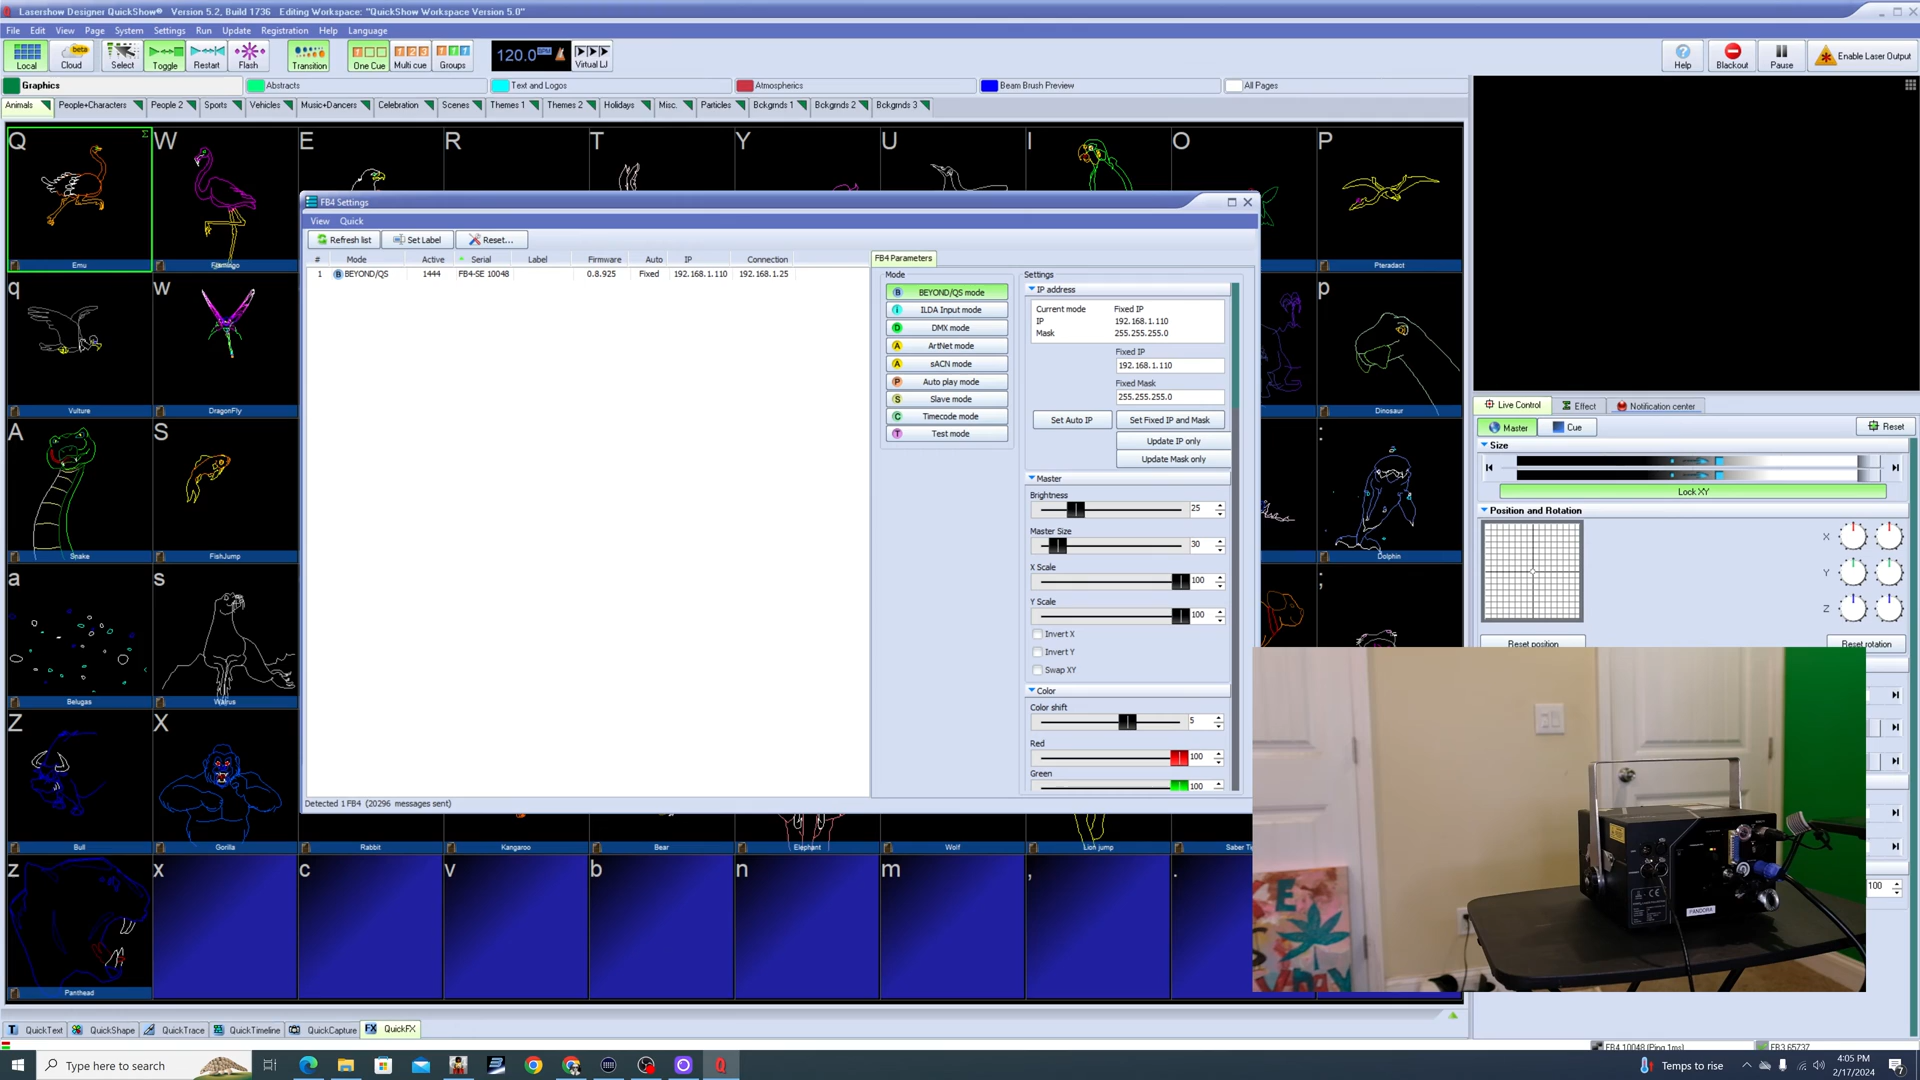 Lasershow Designer QuickShow® Version 5.2, Build 1736 Editing Workspace: "QuickShow Workspace Version 5.0"
File Edit View Page System Settings Run Update Registration Help Language
Local Cloud beta Select Toggle Restart Flash Transition One Cue Multi cue Groups 120.0 BPM Virtual LJ Help Blackout Pause Enable Laser Output
Graphics Abstracts Text and Logos Atmospherics Beam Brush Preview All Pages
Animals People+Characters People 2 Sports Vehicles Music+Dancers Celebration Scenes Themes 1 Themes 2 Holidays Misc. Particles Bckgrnds 1 Bckgrnds 2 Bckgrnds 3
Q W E R T Y U I O P
Emu Flamingo Pteradact
q w p
Vulture DragonFly Dinosaur
A S :
Snake FishJump Dolphin
a s ;
Belugas Walrus
Z X
Bull Gorilla Rabbit Kangaroo Bear Elephant Wolf Lion jump Saber Ti
z x c v b n m , .
Panthead
FB4 Settings
View Quick
Refresh list Set Label Reset...
# Mode Active Serial Label Firmware Auto IP Connection
1 B BEYOND/QS 1444 FB4-SE 10048 0.8.925 Fixed 192.168.1.110 192.168.1.25
Detected 1 FB4 (20296 messages sent)
FB4 Parameters
Mode
B BEYOND/QS mode
I ILDA Input mode
D DMX mode
A ArtNet mode
A sACN mode
P Auto play mode
S Slave mode
C Timecode mode
T Test mode
Settings
IP address
Current mode Fixed IP
IP 192.168.1.110
Mask 255.255.255.0
Fixed IP
192.168.1.110
Fixed Mask
255.255.255.0
Set Auto IP Set Fixed IP and Mask
Update IP only
Update Mask only
Master
Brightness
25
Master Size
30
X Scale
100
Y Scale
100
Invert X
Invert Y
Swap XY
Color
Color shift
5
Red
100
Green
100
Live Control Effect Notification center
Master Cue Reset
Size
Lock XY
Position and Rotation
X
Y
Z
Reset position Reset rotation
100
PANDORA
QuickText QuickShape QuickTrace QuickTimeline QuickCapture FX QuickFX
FB4 10048 (Ping 1ms) FB3 65737
Type here to search
Temps to rise
4:05 PM
2/17/2024
7